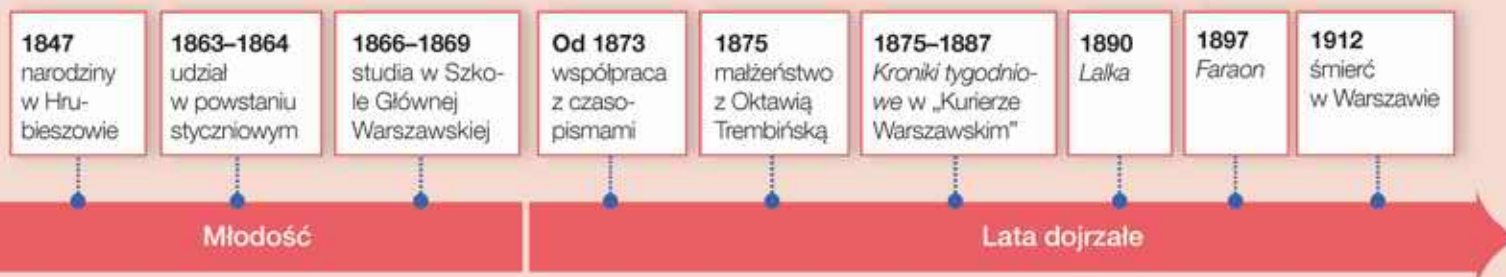 1847
narodziny
w Hru-
bieszowie
1863–1864
udział
w powstaniu
styczniowym
1866–1869
studia w Szko-
le Głównej
Warszawskiej
Od 1873
współpraca
z czaso-
pismami
1875
małżeństwo
z Oktawią
Trembińską
1875–1887
Kroniki tygodnio-
we w „Kurierze
Warszawskim”
1890
Lalka
1897
Faraon
1912
śmierć
w Warszawie
Młodość
Lata dojrzałe